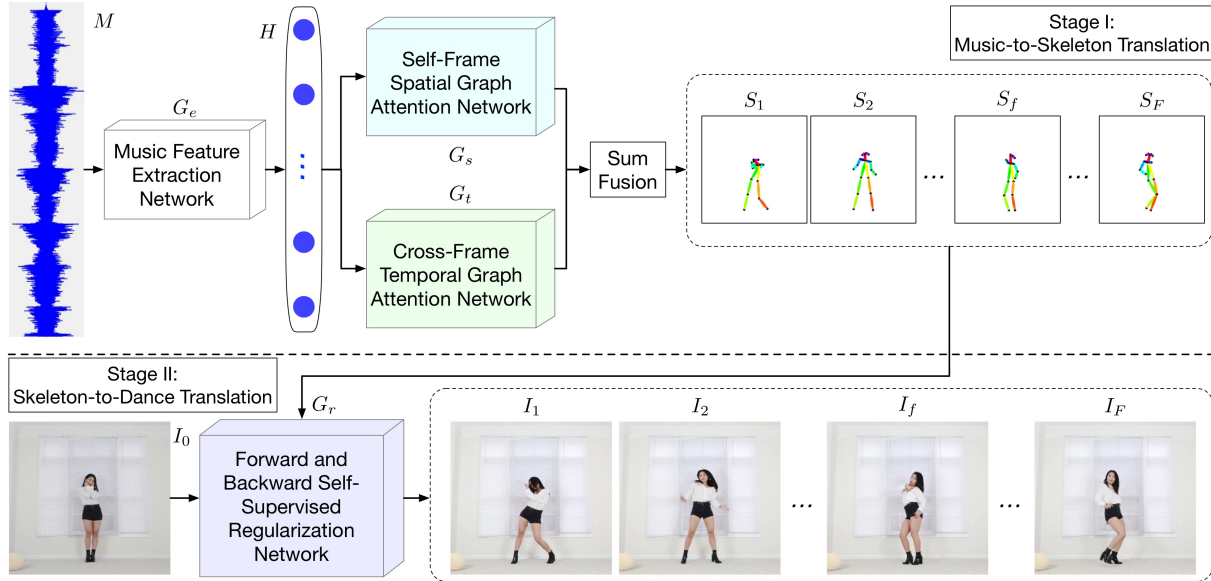 M
H
Stage I:
Music-to-Skeleton Translation
G_e
Music Feature
Extraction
Network
Self-Frame
Spatial Graph
Attention Network
G_s
G_t
Cross-Frame
Temporal Graph
Attention Network
Sum
Fusion
S_1
S_2
S_f
S_F
...
...
Stage II:
Skeleton-to-Dance Translation
I_0
G_r
Forward and
Backward Self-
Supervised
Regularization
Network
I_1
I_2
I_f
I_F
...
...